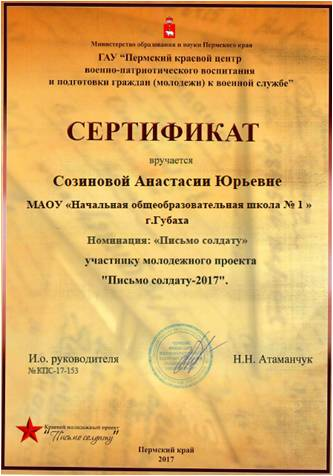 Министерство образования и науки Пермского края
ГАУ "Пермский краевой центр
военно-патриотического воспитания
и подготовки граждан (молодежи) к военной службе"
СЕРТИФИКАТ
вручается
Созиновой Анастасии Юрьевне
МАОУ «Начальная общеобразовательная школа № 1 »
г.Губаха
Номинация: «Письмо солдату»
участнику молодежного проекта
"Письмо солдату-2017".
И.о. руководителя
Н.Н. Атаманчук
№КПС-17-153
Краевой молодежный проект
"Письмо солдату"
Пермский край
2017